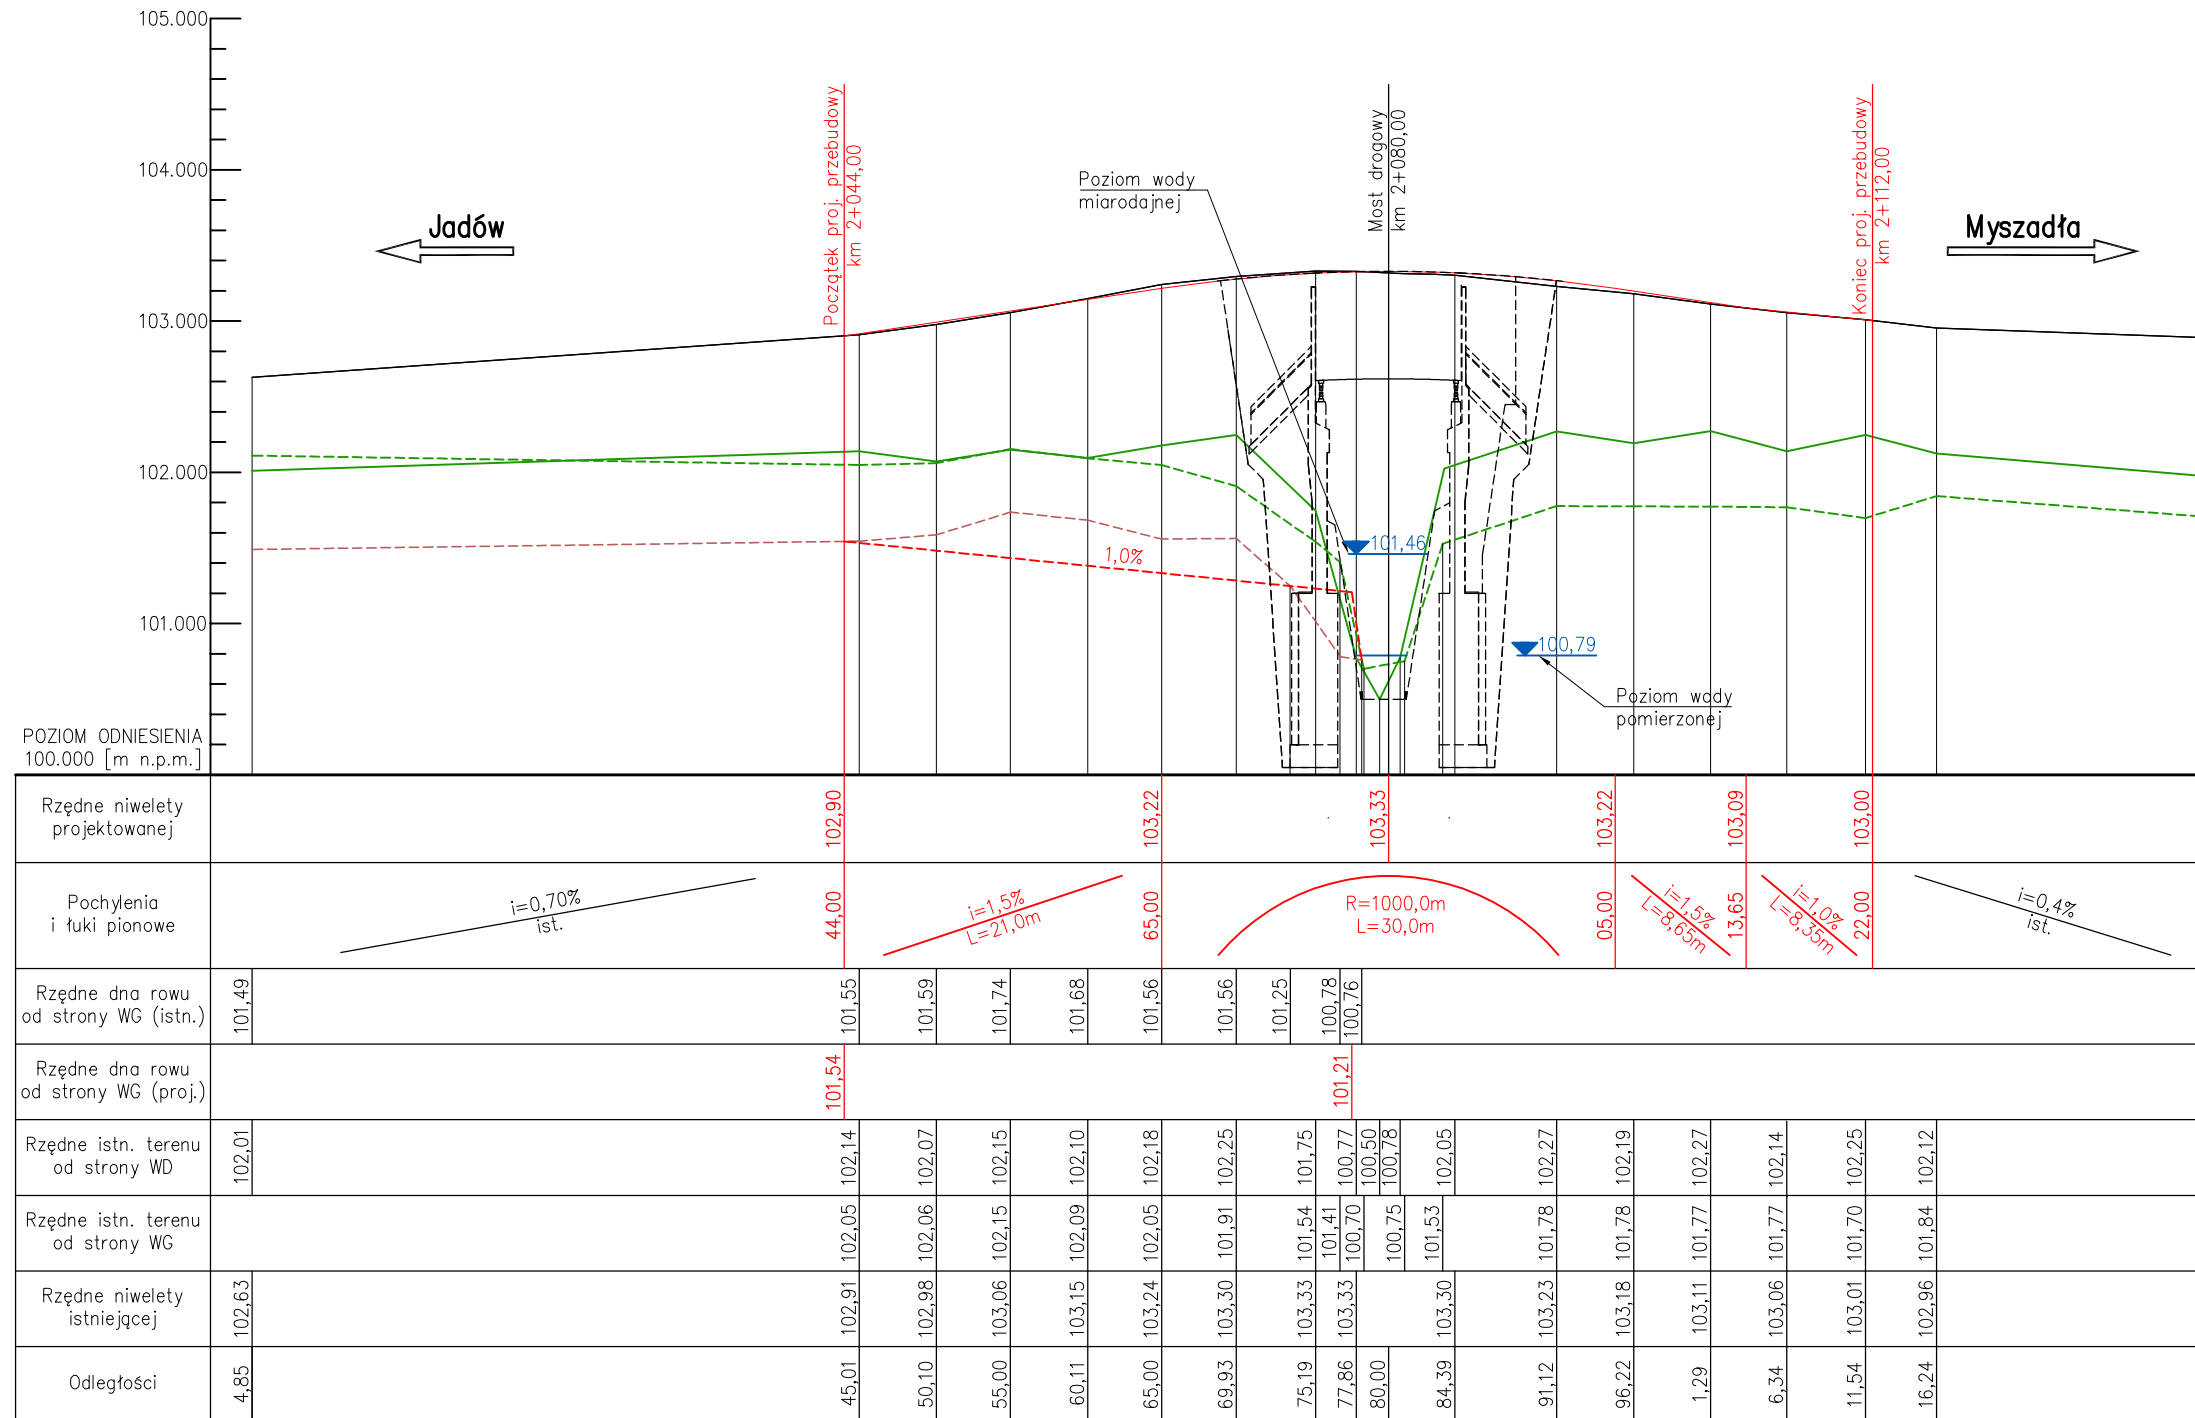 105.000
104.000
103.000
102.000
101.000
POZIOM ODNIESIENIA
100.000 [m n.p.m.]
Jadów
Myszadła
Początek proj. przebudowy
km 2+044,00
Poziom wody
miarodajnej
Most drogowy
km 2+080,00
Koniec proj. przebudowy
km 2+112,00
1,0%
101,46
100,79
Poziom wody
pomierzonej
Rzędne niwelety
projektowanej
102,90
103,22
103,33
103,22
103,09
103,00
Pochylenia
i łuki pionowe
i=0,70%
ist.
44,00
i=1,5%
L=21,0m
65,00
R=1000,0m
L=30,0m
05,00
i=1,5%
L=8,65m
13,65
i=1,0%
L=8,35m
22,00
i=0,4%
ist.
Rzędne dna rowu
od strony WG (istn.)
101,49
101,55
101,59
101,74
101,68
101,56
101,56
101,25
100,78
100,76
Rzędne dna rowu
od strony WG (proj.)
101,54
101,21
Rzędne istn. terenu
od strony WD
102,01
102,14
102,07
102,15
102,10
102,18
102,25
101,75
100,77
100,50
100,78
102,05
102,27
102,19
102,27
102,14
102,25
102,12
Rzędne istn. terenu
od strony WG
102,05
102,06
102,15
102,09
102,05
101,91
101,54
101,41
100,70
100,75
101,53
101,78
101,78
101,77
101,77
101,70
101,84
Rzędne niwelety
istniejącej
102,63
102,91
102,98
103,06
103,15
103,24
103,30
103,33
103,33
103,30
103,23
103,18
103,11
103,06
103,01
102,96
Odległości
4,85
45,01
50,10
55,00
60,11
65,00
69,93
75,19
77,86
80,00
84,39
91,12
96,22
1,29
6,34
11,54
16,24